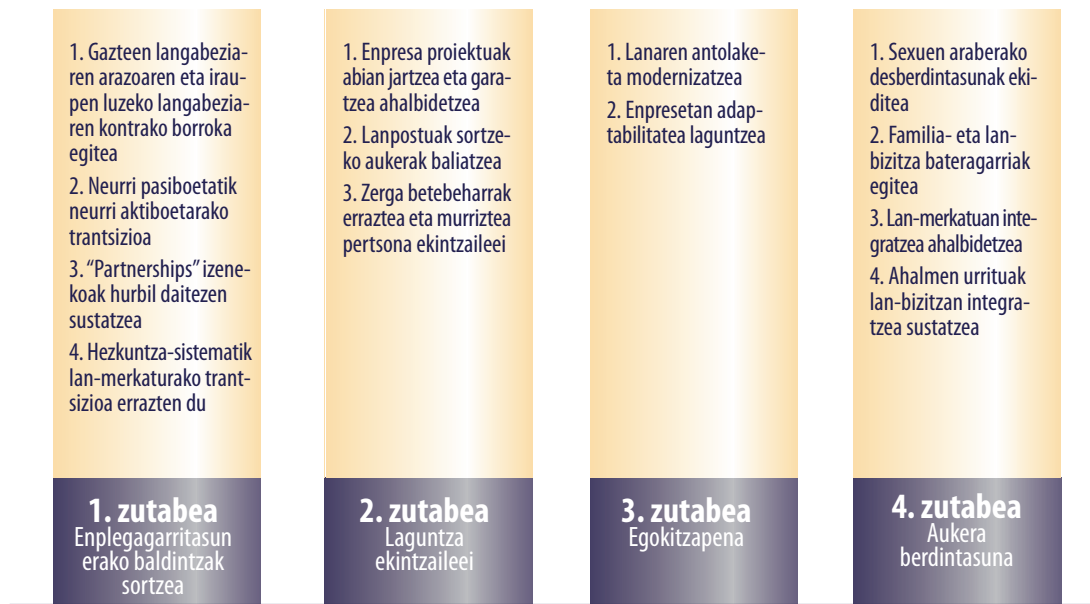 1. Gazteen langabezia-
ren arazoaren eta irau-
pen luzeko langabezia-
ren kontrako borroka
egitea
2. Neurri pasiboetatik
neurri aktiboetarako
trantsizioa
3. “Partnerships” izene-
koak hurbil daitezen
sustatzea
4. Hezkuntza-sistematik
lan-merkaturako trant-
sizioa errazten du
1. zutabea
Enplegagarritasun
erako baldintzak
sortzea
1. Enpresa proiektuak
abian jartzea eta gara-
tzea ahalbidetzea
2. Lanpostuak sortze-
ko aukerak baliatzea
3. Zerga betebeharrak
erraztea eta murriztea
pertsona ekintzaileei
2. zutabea
Laguntza
ekintzaileei
1. Lanaren antolake-
ta modernizatzea
2. Enpresetan adap-
tabilitatea laguntzea
3. zutabea
Egokitzapena
1. Sexuen araberako
desberdintasunak eki-
ditea
2. Familia- eta lan-
bizitza bateragarriak
egitea
3. Lan-merkatuan inte-
gratzea ahalbidetzea
4. Ahalmen urrituak
lan-bizitzan integra-
tzea sustatzea
4. zutabea
Aukera
berdintasuna